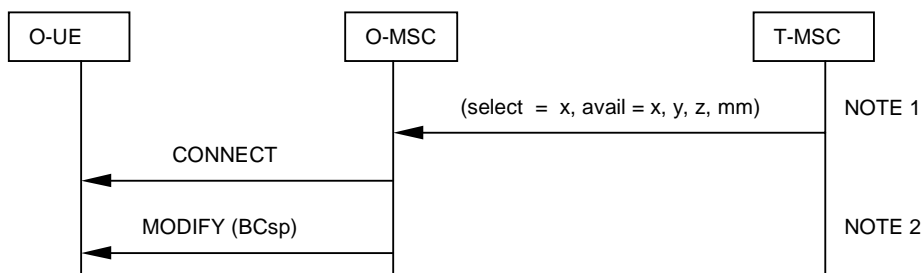 O-UE
O-MSC
T-MSC
(select = x, avail = x, y, z, mm)
NOTE 1
CONNECT
MODIFY (BCsp)
NOTE 2